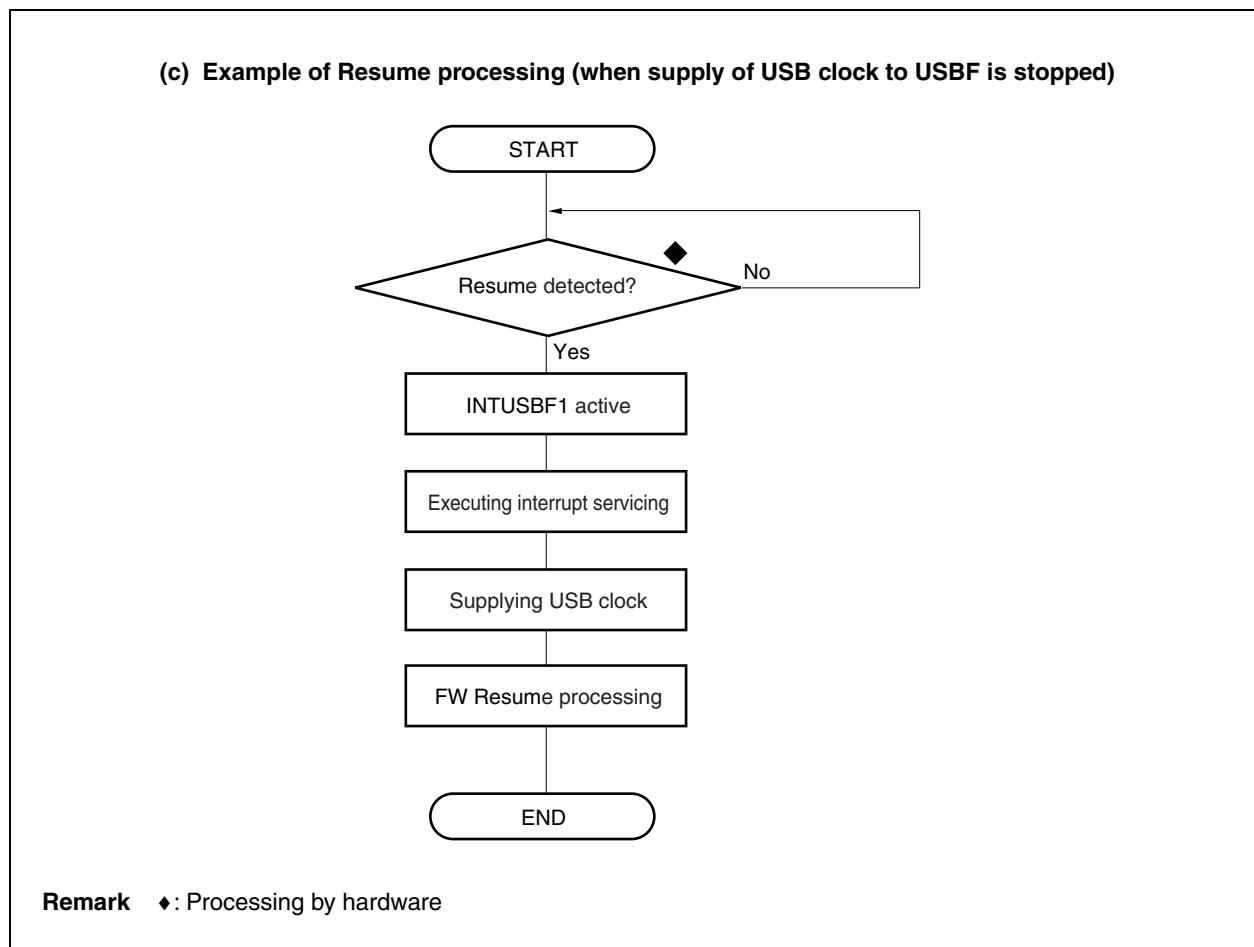 (c) Example of Resume processing (when supply of USB clock to USBF is stopped)
START
Resume detected?
No
Yes
INTUSBF1 active
Executing interrupt servicing
Supplying USB clock
FW Resume processing
END
Remark ♦: Processing by hardware